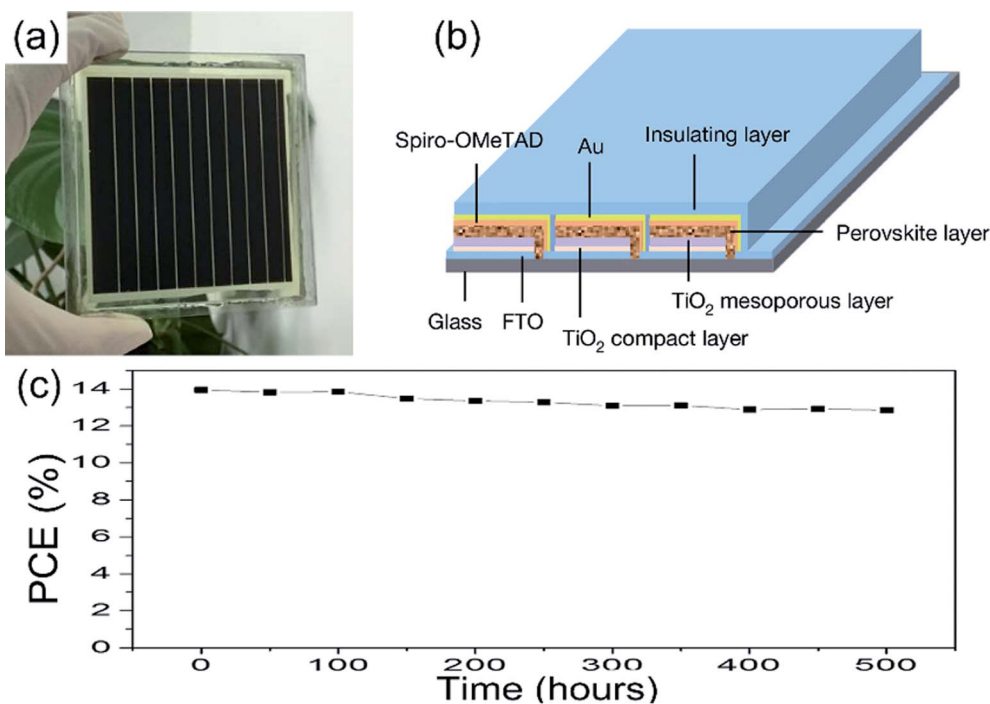 (a)
(b)
Spiro-OMeTAD
Au
Insulating layer
Perovskite layer
TiO₂ mesoporous layer
Glass
FTO
TiO₂ compact layer
(c)
14
12
10
8
6
4
2
0
PCE (%)
0 100 200 300 400 500
Time (hours)